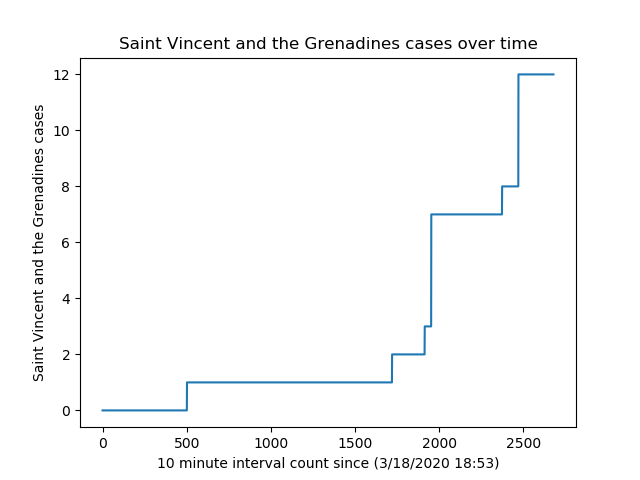 Saint Vincent and the Grenadines cases over time
Saint Vincent and the Grenadines cases
12
10
8
6
4
2
0
0 500 1000 1500 2000 2500
10 minute interval count since (3/18/2020 18:53)